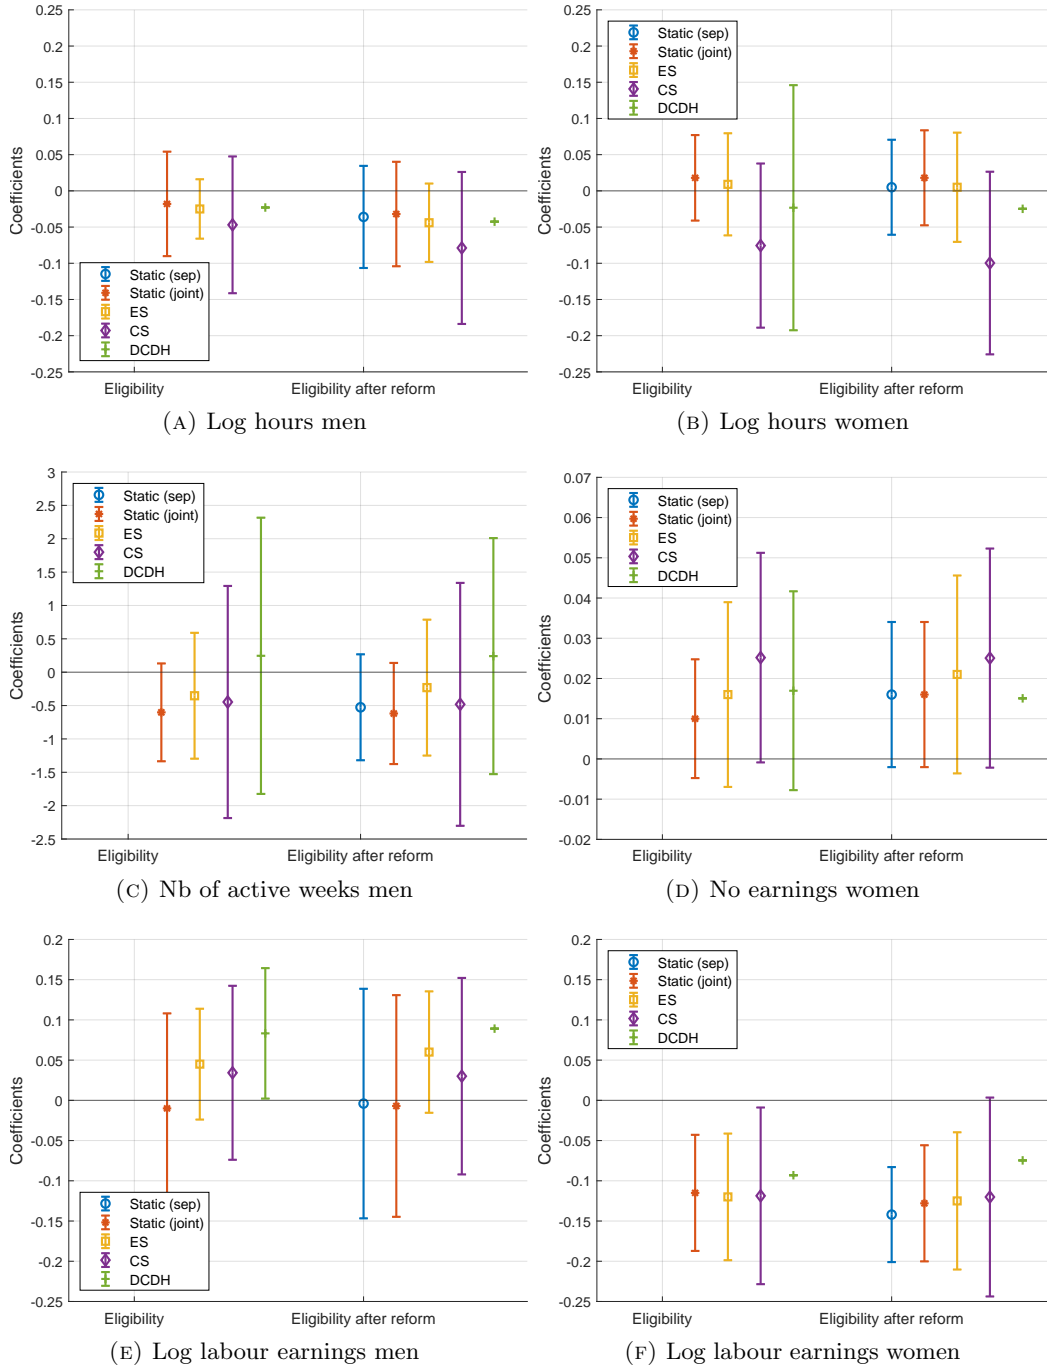 0.25
0.2
0.15
0.1
0.05
0
-0.05
-0.1
-0.15
-0.2
-0.25
Coefficients
Static (sep)
Static (joint)
ES
CS
DCDH
Eligibility
Eligibility after reform
(A) Log hours men
0.25
0.2
0.15
0.1
0.05
0
-0.05
-0.1
-0.15
-0.2
-0.25
Coefficients
Static (sep)
Static (joint)
ES
CS
DCDH
Eligibility
Eligibility after reform
(B) Log hours women
3
2.5
2
1.5
1
0.5
0
-0.5
-1
-1.5
-2
-2.5
Coefficients
Static (sep)
Static (joint)
ES
CS
DCDH
Eligibility
Eligibility after reform
(C) Nb of active weeks men
0.07
0.06
0.05
0.04
0.03
0.02
0.01
0
-0.01
-0.02
Coefficients
Static (sep)
Static (joint)
ES
CS
DCDH
Eligibility
Eligibility after reform
(D) No earnings women
0.2
0.15
0.1
0.05
0
-0.05
-0.1
-0.15
-0.2
-0.25
Coefficients
Static (sep)
Static (joint)
ES
CS
DCDH
Eligibility
Eligibility after reform
(E) Log labour earnings men
0.2
0.15
0.1
0.05
0
-0.05
-0.1
-0.15
-0.2
-0.25
Coefficients
Static (sep)
Static (joint)
ES
CS
DCDH
Eligibility
Eligibility after reform
(F) Log labour earnings women